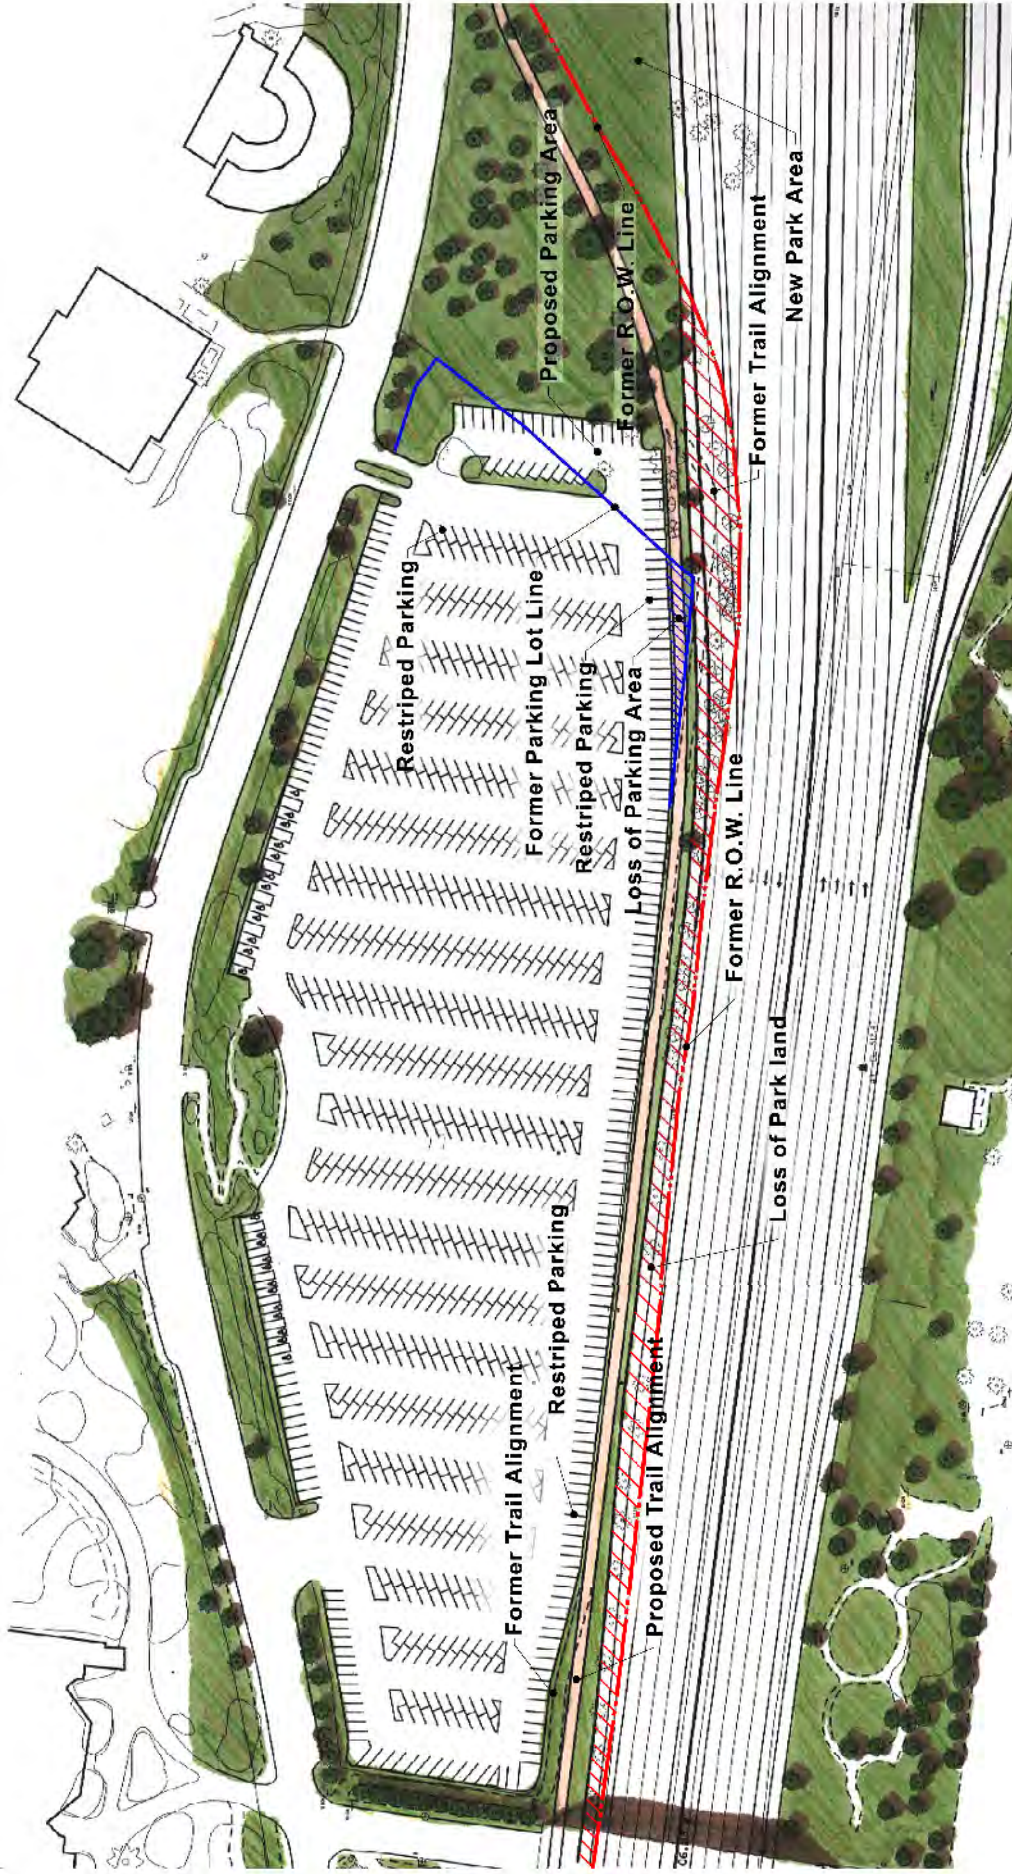 Proposed Parking Area
Former R.O.W. Line
Former Trail Alignment
New Park Area
Restriped Parking
Former Parking Lot Line
Restriped Parking
Loss of Parking Area
Former R.O.W. Line
Loss of Park land
Restriped Parking
Former Trail Alignment
Proposed Trail Alignment